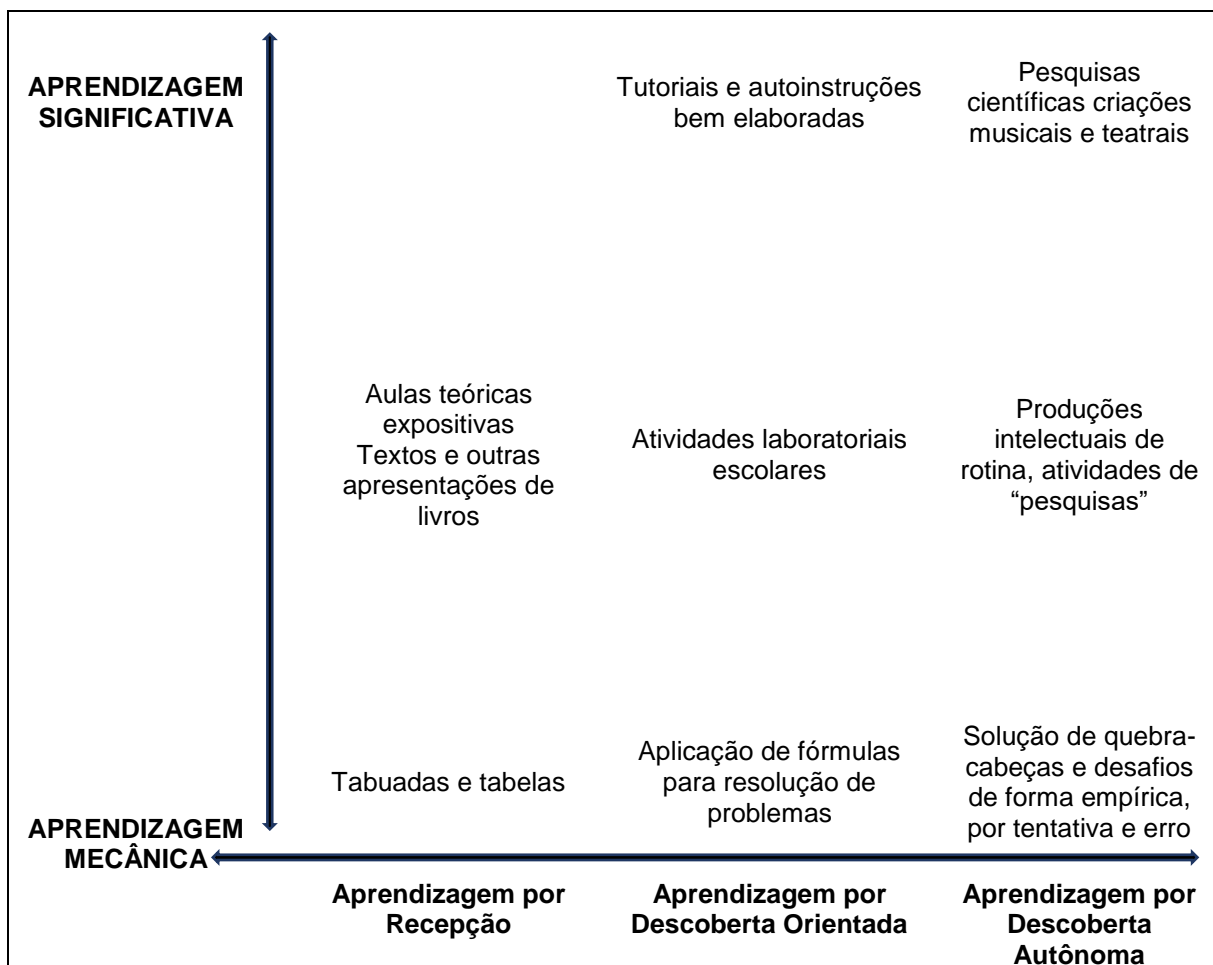 APRENDIZAGEM
SIGNIFICATIVA
Tutoriais e autoinstruções
bem elaboradas
Pesquisas
científicas criações
musicais e teatrais
Aulas teóricas
expositivas
Textos e outras
apresentações de
livros
Atividades laboratoriais
escolares
Produções
intelectuais de
rotina, atividades de
“pesquisas”
Tabuadas e tabelas
Aplicação de fórmulas
para resolução de
problemas
Solução de quebra-
cabeças e desafios
de forma empírica,
por tentativa e erro
APRENDIZAGEM
MECÂNICA
Aprendizagem por
Recepção
Aprendizagem por
Descoberta Orientada
Aprendizagem por
Descoberta
Autônoma